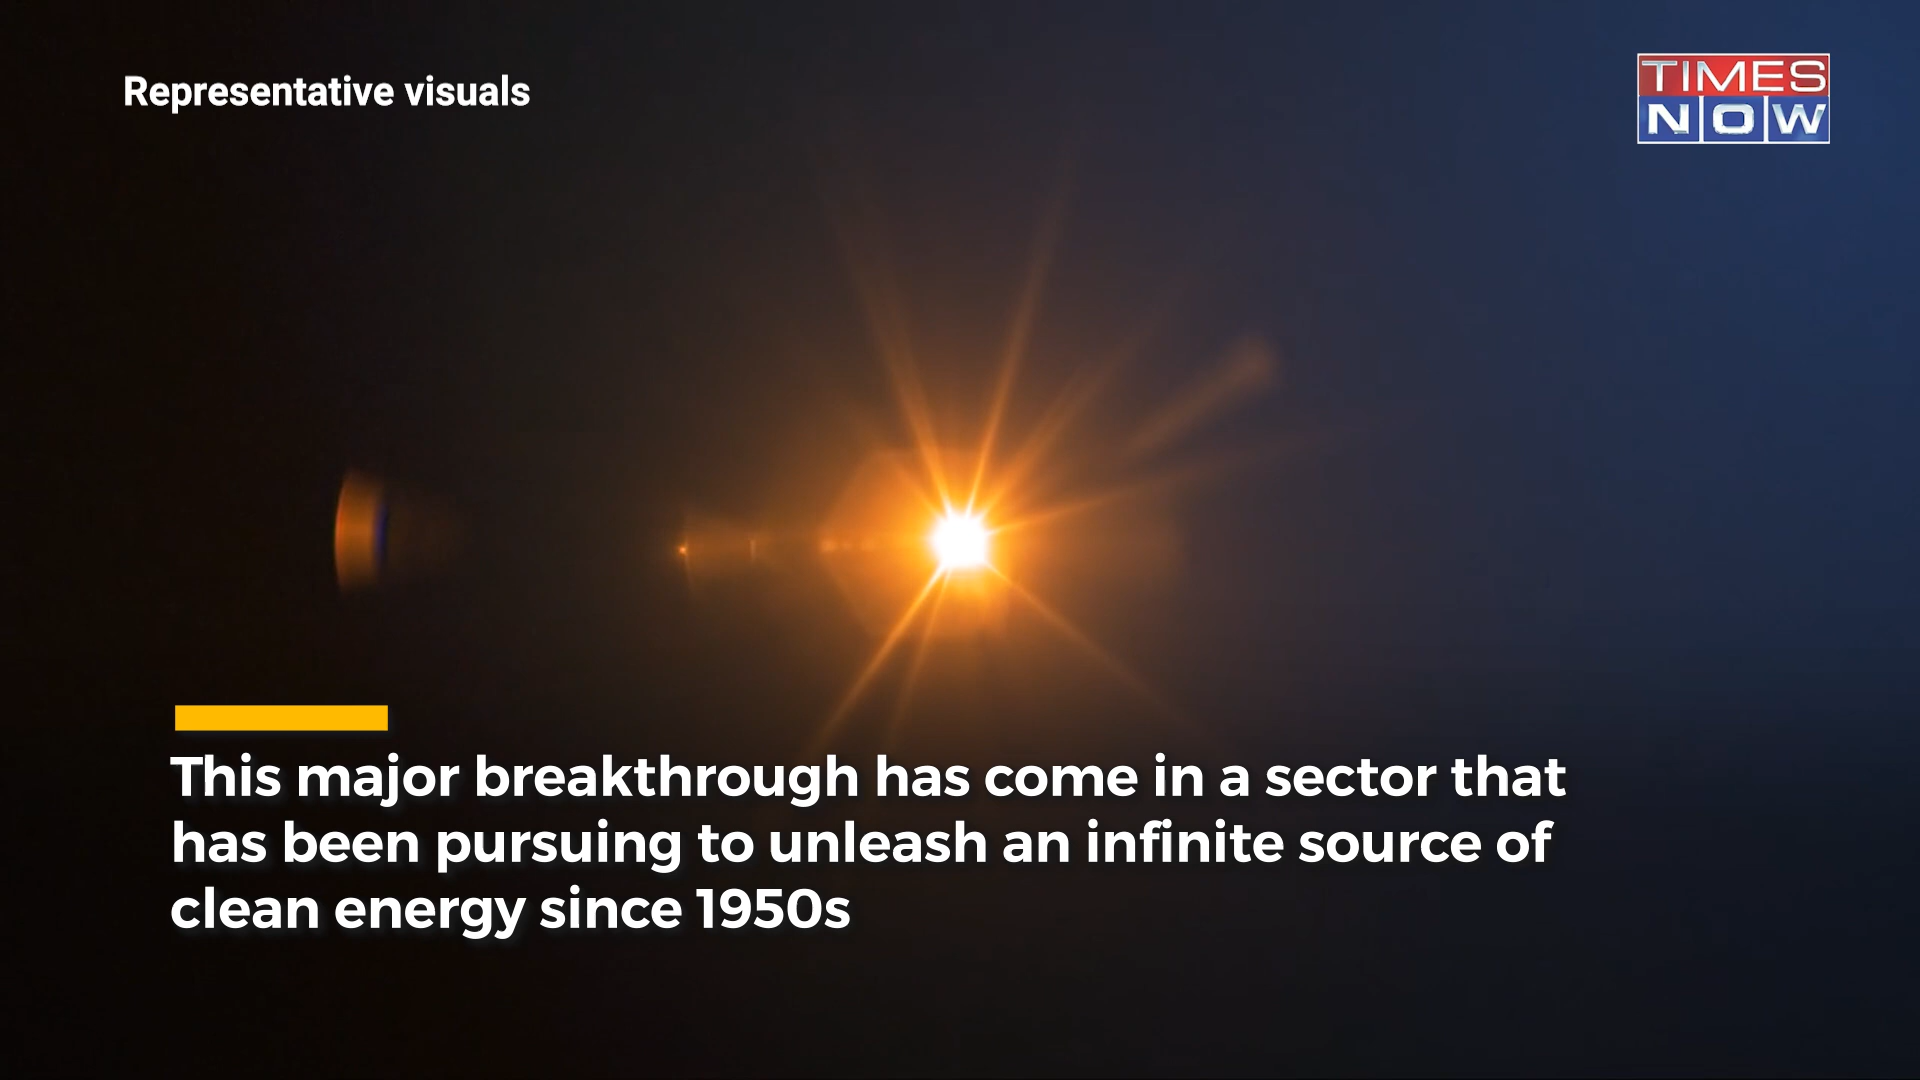 Representative visuals
TIMES
NOW
This major breakthrough has come in a sector that
has been pursuing to unleash an infinite source of
clean energy since 1950s